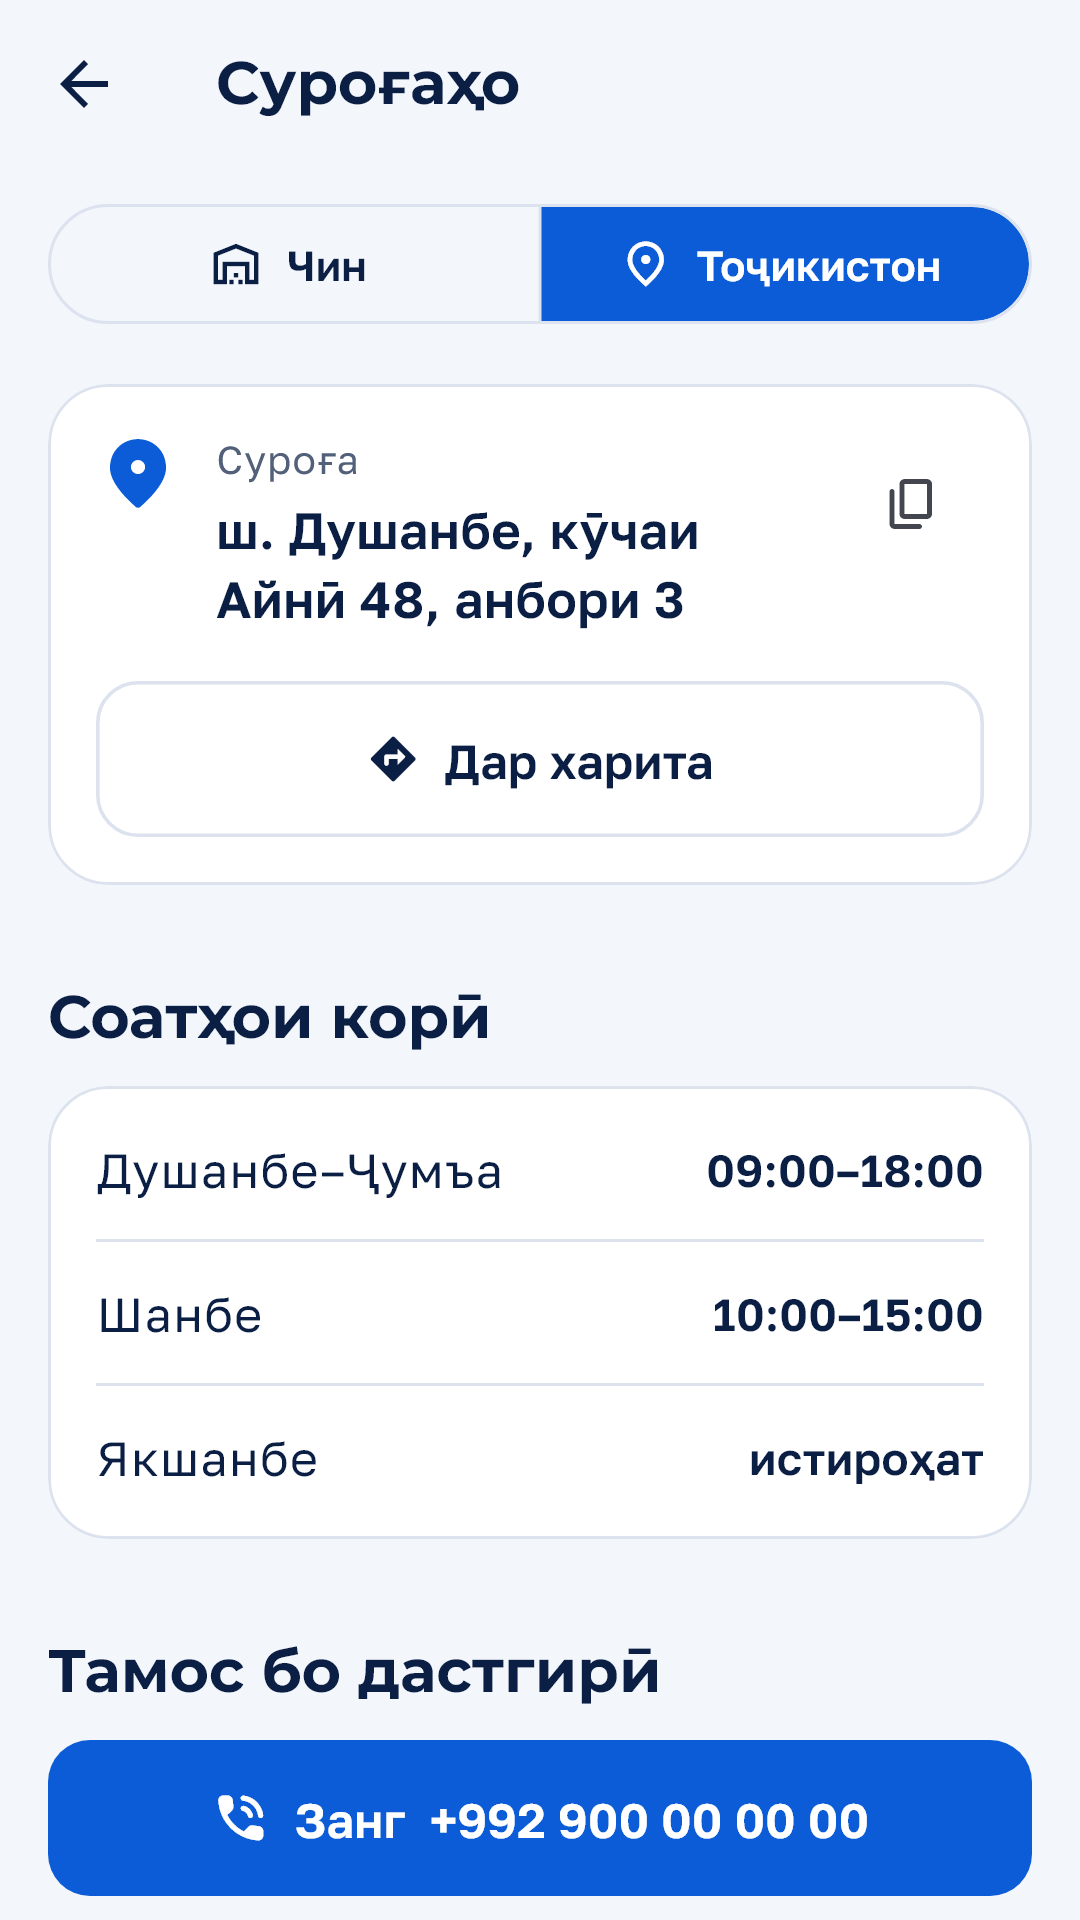 Суроғаҳо
Чин
Тоҷикистон
Суроға
ш. Душанбе, кӯчаи
Айнӣ 48, анбори 3
Дар харита
Соатҳои корӣ
Душанбе–Ҷумъа 09:00–18:00
Шанбе 10:00–15:00
Якшанбе истироҳат
Тамос бо дастгирӣ
Занг +992 900 00 00 00